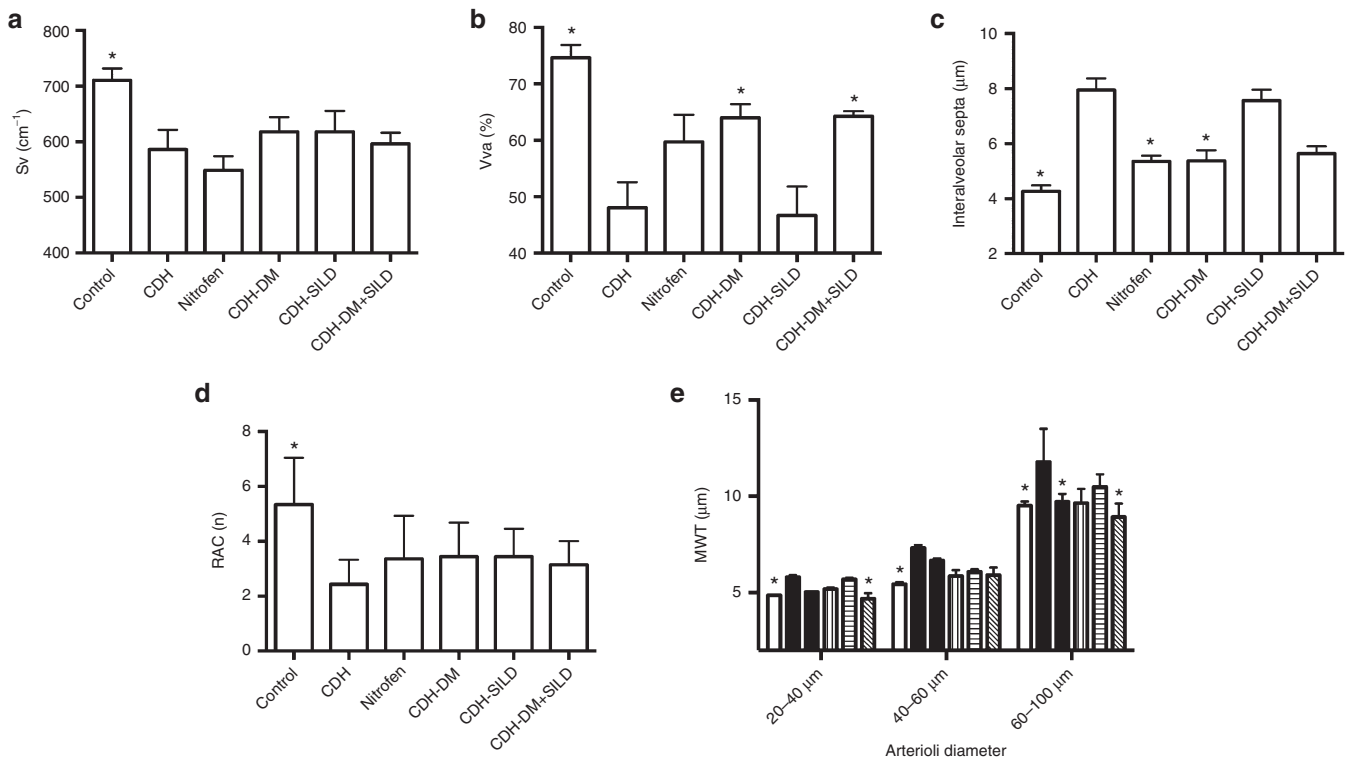 a
Sv (cm⁻¹)
800
700
600
500
400
*
Control
CDH
Nitrofen
CDH-DM
CDH-SILD
CDH-DM+SILD
b
Vva (%)
80
70
60
50
40
*
*
*
Control
CDH
Nitrofen
CDH-DM
CDH-SILD
CDH-DM+SILD
c
Interalveolar septa (μm)
10
8
6
4
2
*
*
*
Control
CDH
Nitrofen
CDH-DM
CDH-SILD
CDH-DM+SILD
d
RAC (n)
8
6
4
2
0
*
Control
CDH
Nitrofen
CDH-DM
CDH-SILD
CDH-DM+SILD
e
MWT (μm)
15
10
5
*
*
*
*
*
*
20–40 μm
40–60 μm
60–100 μm
Arterioli diameter